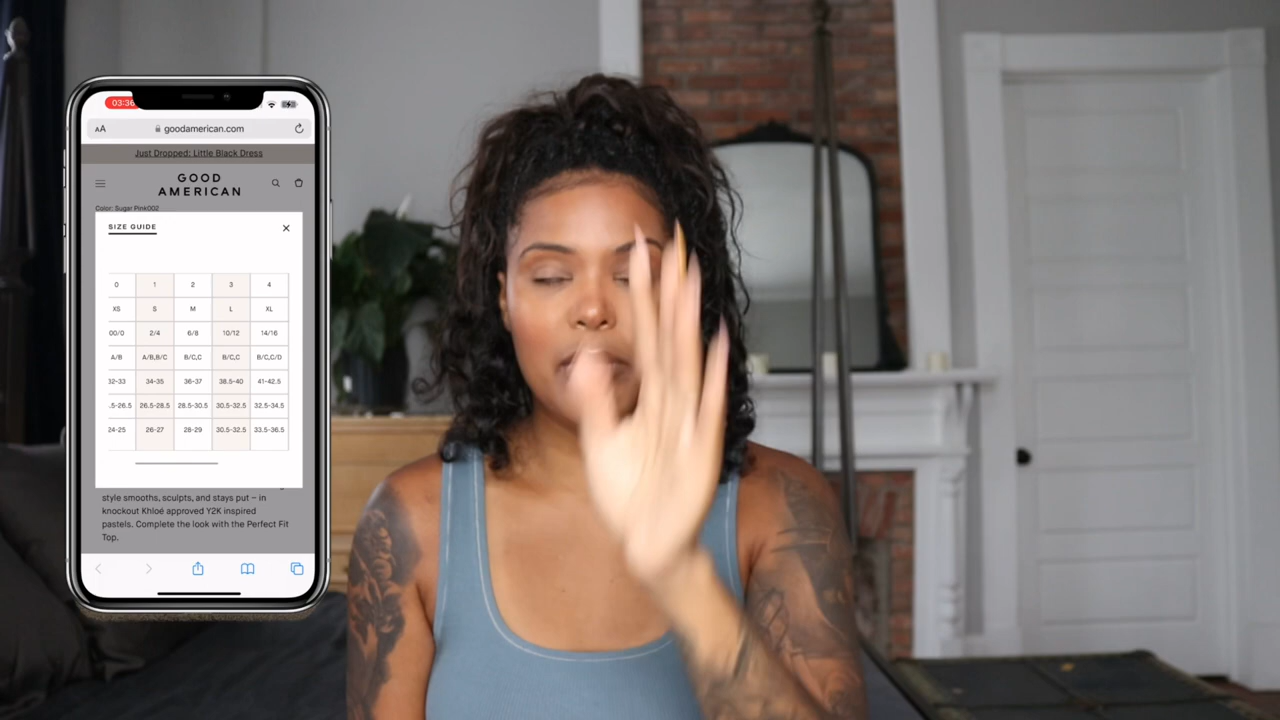 03:36
AA goodamerican.com
Just Dropped: Little Black Dress
GOOD
AMERICAN
Color: Sugar Pink002
SIZE GUIDE
0 1 2 3 4
XS S M L XL
00/0 2/4 6/8 10/12 14/16
A/B A/B,B/C B/C,C B/C,C B/C,C/D
32-33 34-35 36-37 38.5-40 41-42.5
.5-26.5 26.5-28.5 28.5-30.5 30.5-32.5 32.5-34.5
24-25 26-27 28-29 30.5-32.5 33.5-36.5
style smooths, sculpts, and stays put – in
knockout Khloé approved Y2K inspired
pastels. Complete the look with the Perfect Fit
Top.